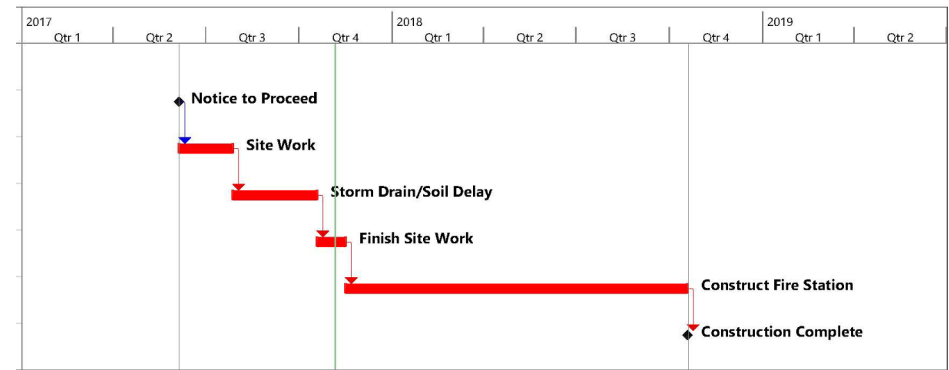 2017 2018 2019
Qtr 1 Qtr 2 Qtr 3 Qtr 4 Qtr 1 Qtr 2 Qtr 3 Qtr 4 Qtr 1 Qtr 2
Notice to Proceed
Site Work
Storm Drain/Soil Delay
Finish Site Work
Construct Fire Station
Construction Complete